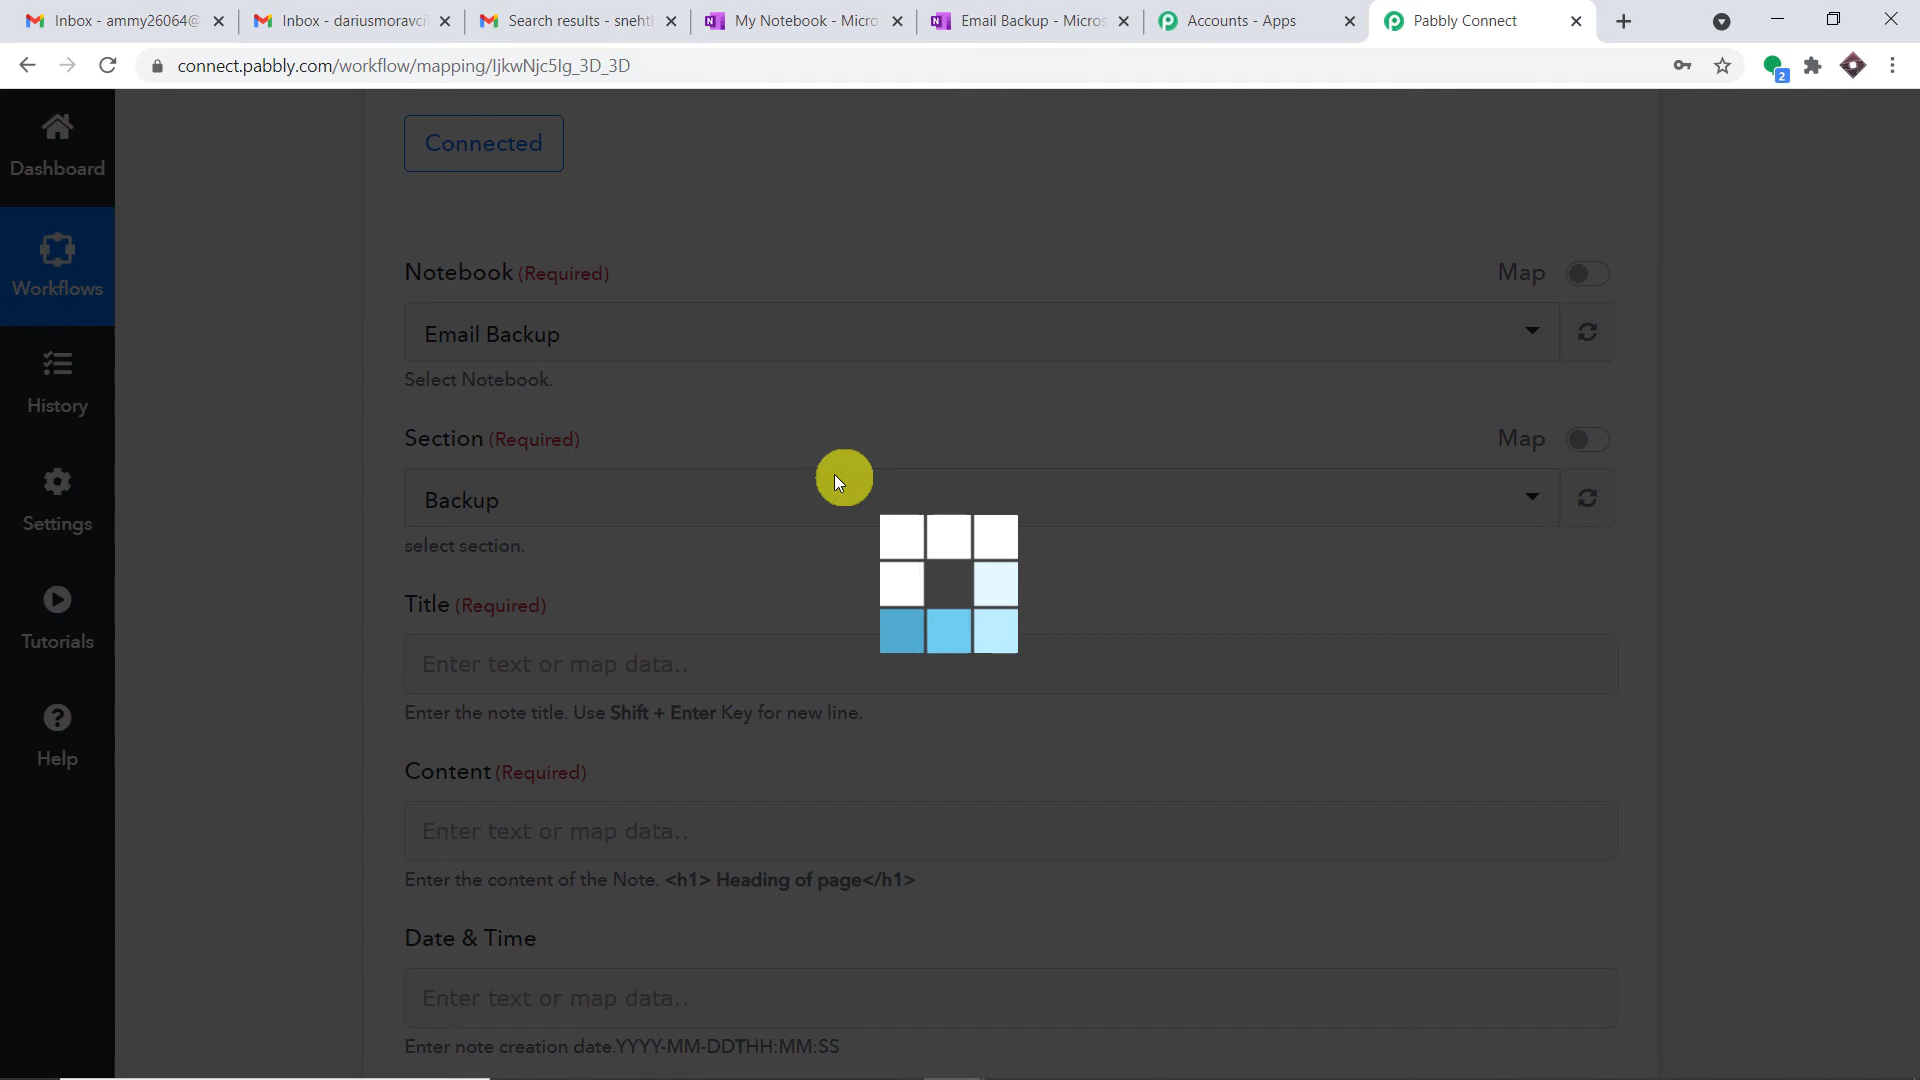 Inbox - ammy26064@
Inbox - dariusmoravci
Search results - sneht
My Notebook - Micro
Email Backup - Micros
Accounts - Apps
Pabbly Connect
connect.pabbly.com/workflow/mapping/IjkwNjc5Ig_3D_3D
2
Dashboard
Workflows
History
Settings
Tutorials
Help
Connected
Notebook (Required)
Map
Email Backup
Select Notebook.
Section (Required)
Map
Backup
select section.
Title (Required)
Enter text or map data..
Enter the note title. Use Shift + Enter Key for new line.
Content (Required)
Enter text or map data..
Enter the content of the Note. <h1> Heading of page</h1>
Date & Time
Enter text or map data..
Enter note creation date.YYYY-MM-DDTHH:MM:SS